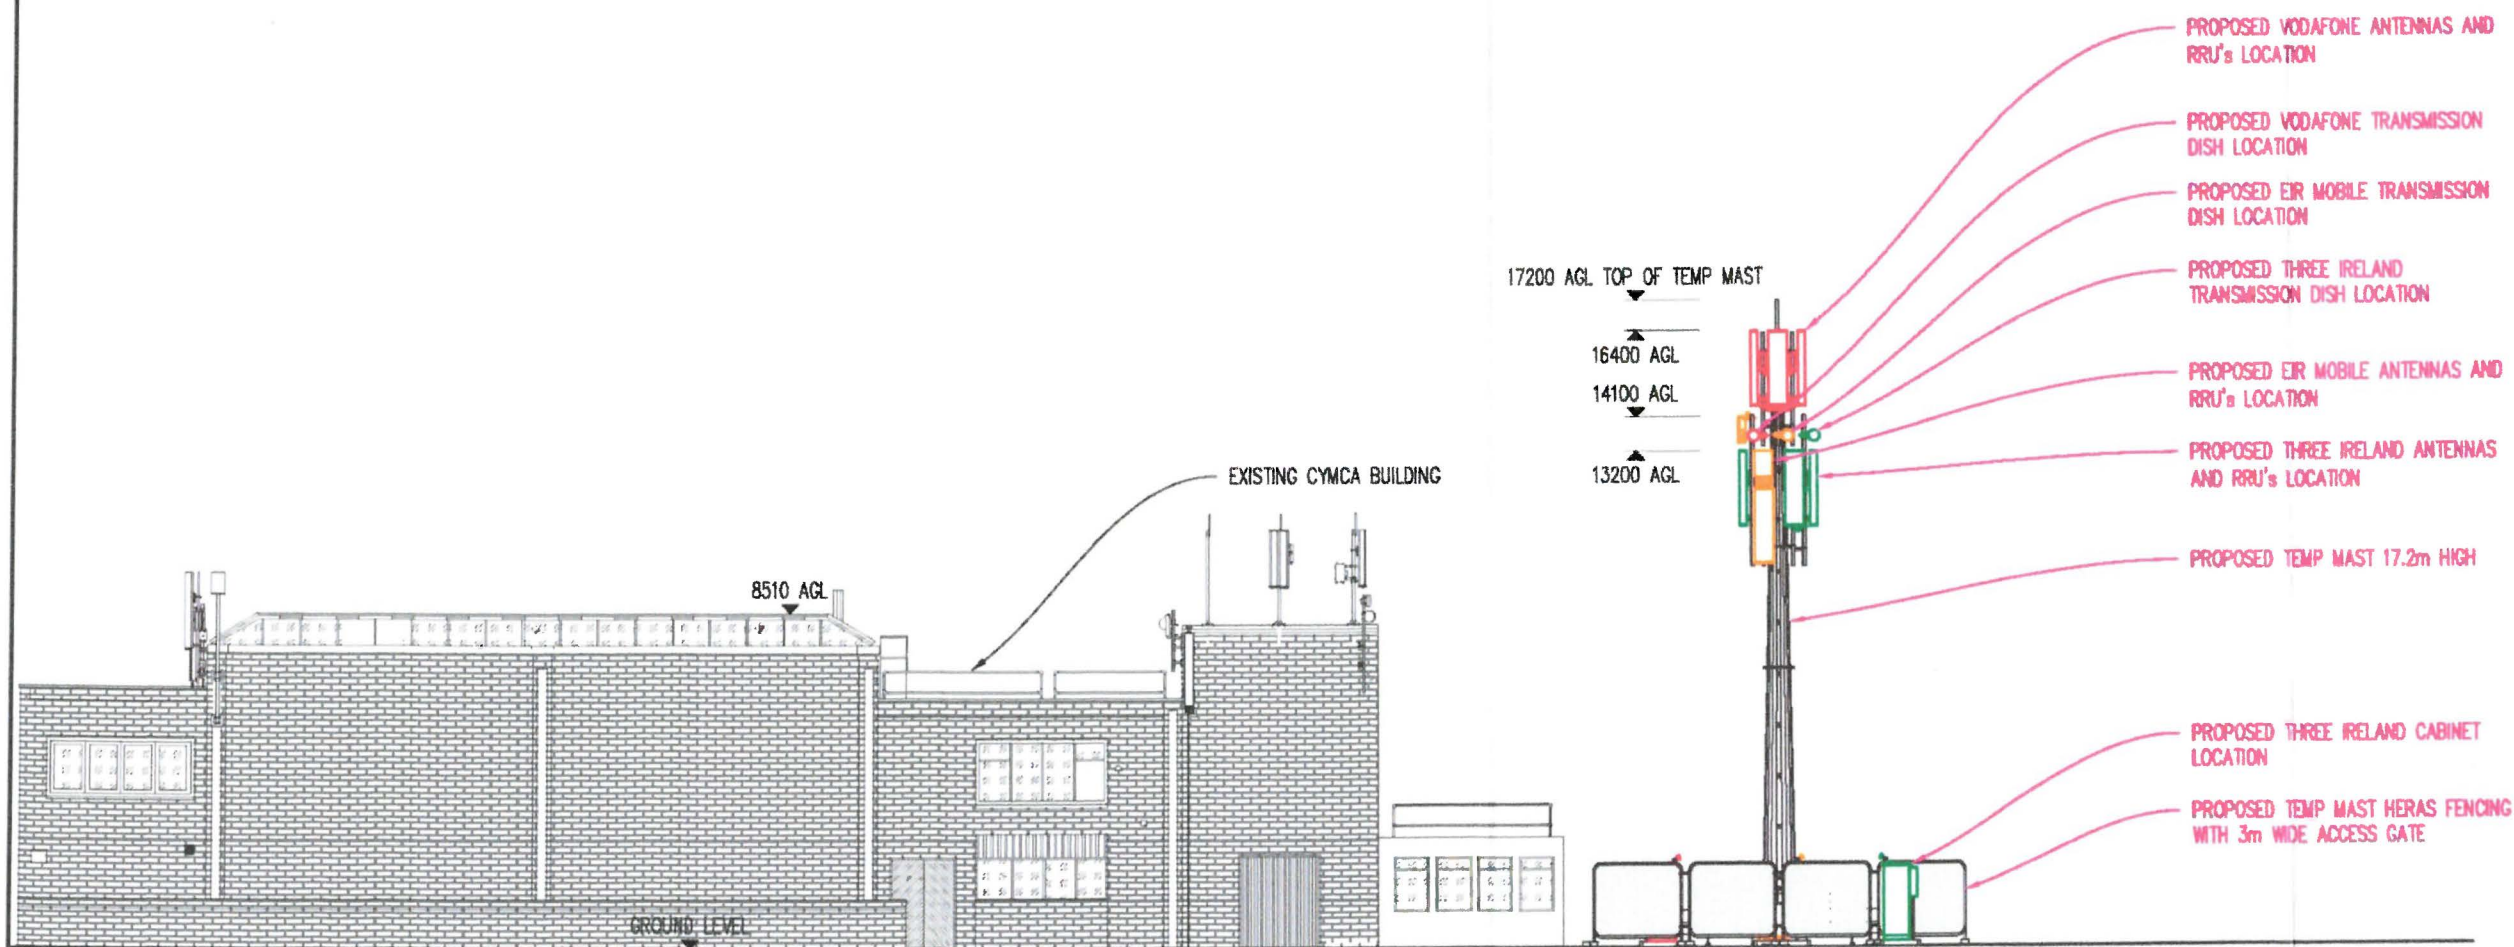 PROPOSED VODAFONE ANTENNAS AND
RRU's LOCATION
PROPOSED VODAFONE TRANSMISSION
DISH LOCATION
PROPOSED EIR MOBILE TRANSMISSION
DISH LOCATION
PROPOSED THREE IRELAND
TRANSMISSION DISH LOCATION
PROPOSED EIR MOBILE ANTENNAS AND
RRU's LOCATION
PROPOSED THREE IRELAND ANTENNAS
AND RRU's LOCATION
PROPOSED TEMP MAST 17.2m HIGH
PROPOSED THREE IRELAND CABINET
LOCATION
PROPOSED TEMP MAST HERAS FENCING
WITH 3m WIDE ACCESS GATE
17200 AGL TOP OF TEMP MAST
16400 AGL
14100 AGL
13200 AGL
EXISTING CYMCA BUILDING
8510 AGL
GROUND LEVEL